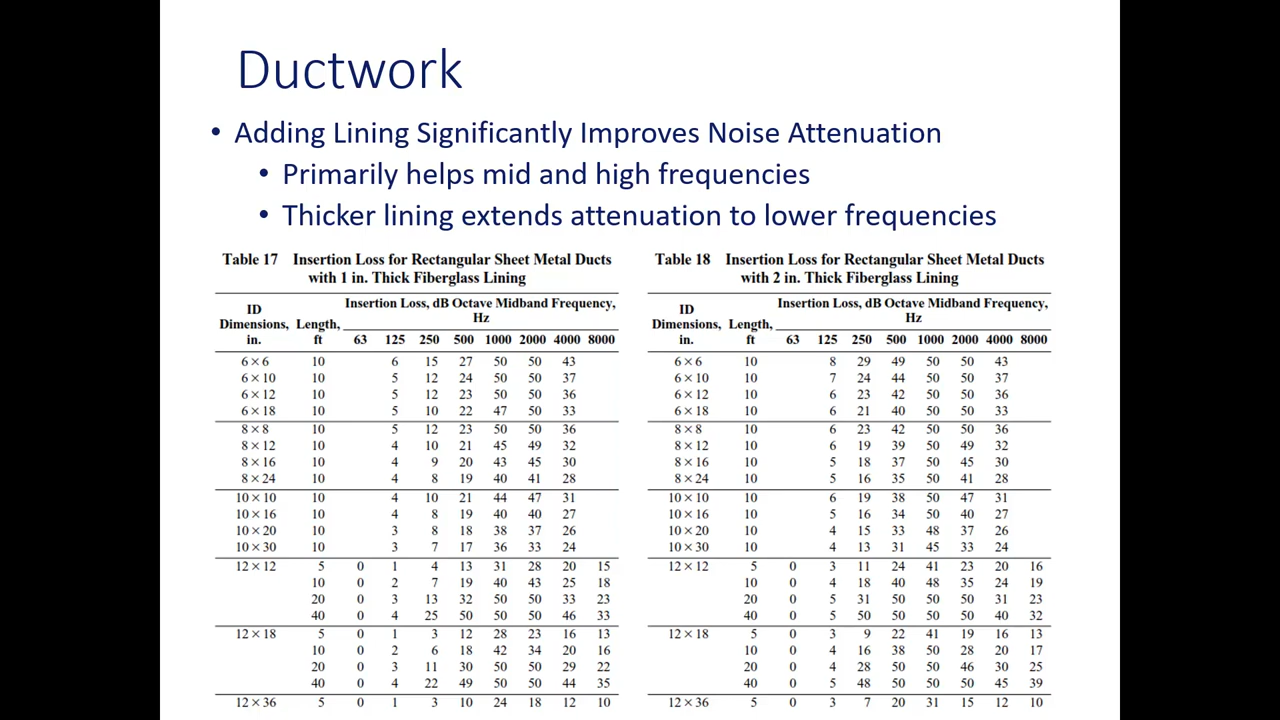 Ductwork
• Adding Lining Significantly Improves Noise Attenuation
• Primarily helps mid and high frequencies
• Thicker lining extends attenuation to lower frequencies
Table 17 Insertion Loss for Rectangular Sheet Metal Ducts
with 1 in. Thick Fiberglass Lining
Insertion Loss, dB Octave Midband Frequency,
ID Hz
Dimensions, Length,
in. ft 63 125 250 500 1000 2000 4000 8000
6 × 6 10 6 15 27 50 50 43
6 × 10 10 5 12 24 50 50 37
6 × 12 10 5 12 23 50 50 36
6 × 18 10 5 10 22 47 50 33
8 × 8 10 5 12 23 50 50 36
8 × 12 10 4 10 21 45 49 32
8 × 16 10 4 9 20 43 45 30
8 × 24 10 4 8 19 40 41 28
10 × 10 10 4 10 21 44 47 31
10 × 16 10 4 8 19 40 40 27
10 × 20 10 3 8 18 38 37 26
10 × 30 10 3 7 17 36 33 24
12 × 12 5 0 1 4 13 31 28 20 15
10 0 2 7 19 40 43 25 18
20 0 3 13 32 50 50 33 23
40 0 4 25 50 50 50 46 33
12 × 18 5 0 1 3 12 28 23 16 13
10 0 2 6 18 42 34 20 16
20 0 3 11 30 50 50 29 22
40 0 4 22 49 50 50 44 35
12 × 36 5 0 1 3 10 24 18 12 10
Table 18 Insertion Loss for Rectangular Sheet Metal Ducts
with 2 in. Thick Fiberglass Lining
Insertion Loss, dB Octave Midband Frequency,
ID Hz
Dimensions, Length,
in. ft 63 125 250 500 1000 2000 4000 8000
6 × 6 10 8 29 49 50 50 43
6 × 10 10 7 24 44 50 50 37
6 × 12 10 6 23 42 50 50 36
6 × 18 10 6 21 40 50 50 33
8 × 8 10 6 23 42 50 50 36
8 × 12 10 6 19 39 50 49 32
8 × 16 10 5 18 37 50 45 30
8 × 24 10 5 16 35 50 41 28
10 × 10 10 6 19 38 50 47 31
10 × 16 10 5 16 34 50 40 27
10 × 20 10 4 15 33 48 37 26
10 × 30 10 4 13 31 45 33 24
12 × 12 5 0 3 11 24 41 23 20 16
10 0 4 18 40 48 35 24 19
20 0 5 31 50 50 50 31 23
40 0 5 50 50 50 50 40 32
12 × 18 5 0 3 9 22 41 19 16 13
10 0 4 16 38 50 28 20 17
20 0 4 28 50 50 46 30 25
40 0 5 48 50 50 50 45 39
12 × 36 5 0 3 7 20 31 15 12 10